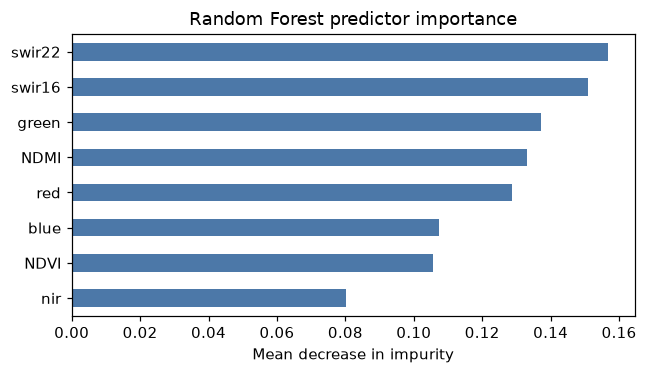 Random Forest predictor importance
swir22
swir16
green
NDMI
red
blue
NDVI
nir
0.00 0.02 0.04 0.06 0.08 0.10 0.12 0.14 0.16
Mean decrease in impurity